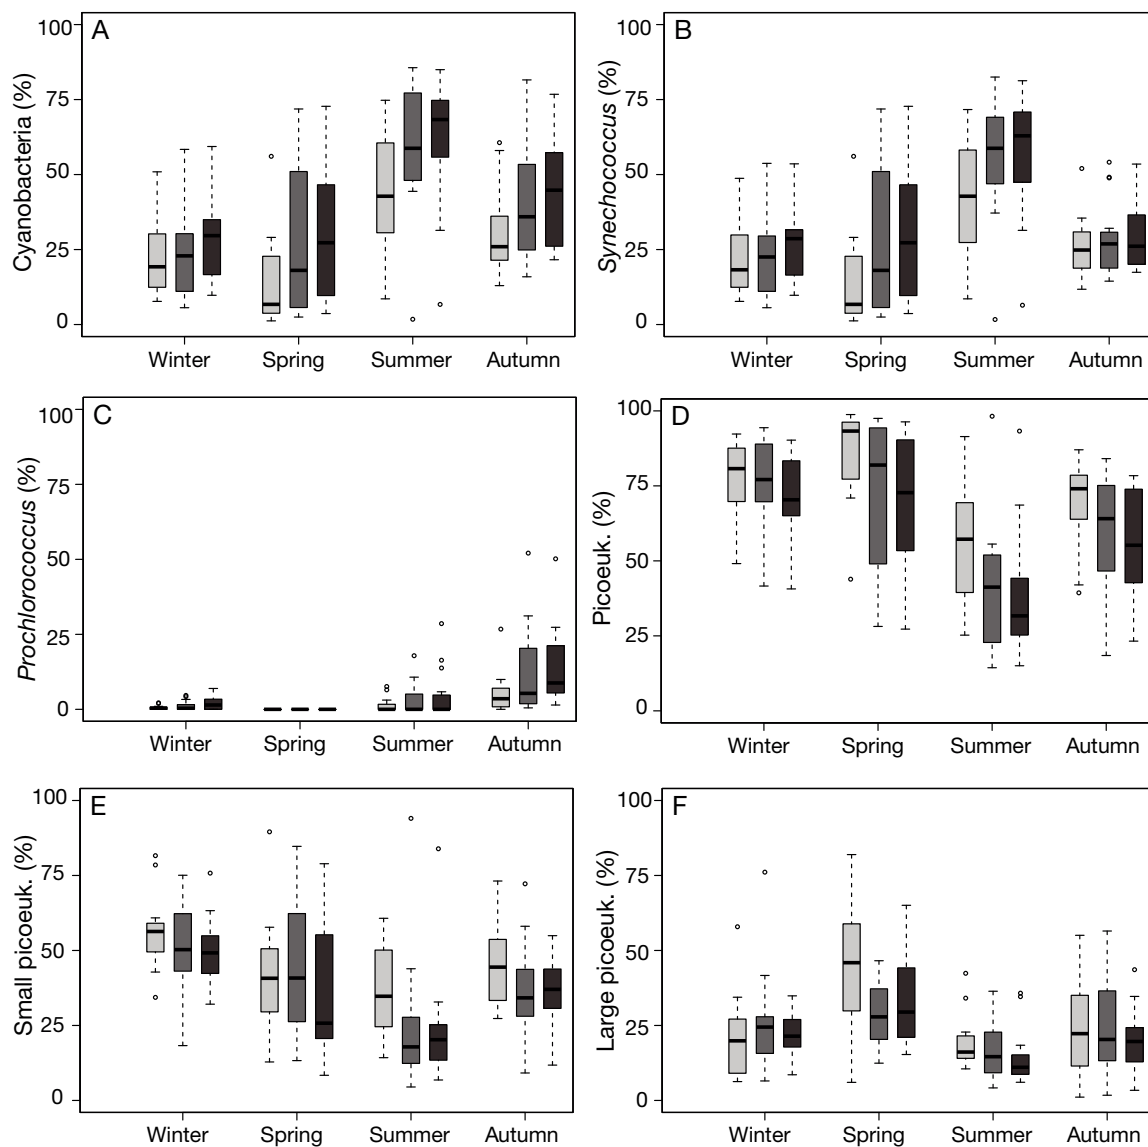 A
Cyanobacteria (%)
100
75
50
25
0
Winter Spring Summer Autumn
B
Synechococcus (%)
100
75
50
25
0
Winter Spring Summer Autumn
C
Prochlorococcus (%)
100
75
50
25
0
Winter Spring Summer Autumn
D
Picoeuk. (%)
100
75
50
25
0
Winter Spring Summer Autumn
E
Small picoeuk. (%)
100
75
50
25
0
Winter Spring Summer Autumn
F
Large picoeuk. (%)
100
75
50
25
0
Winter Spring Summer Autumn